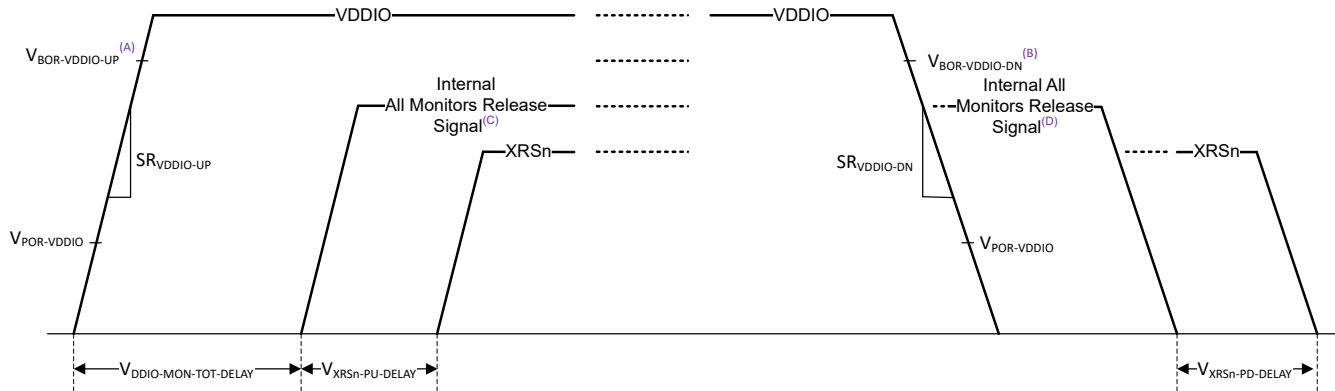 VDDIO
VDDIO
VBOR-VDDIO-UP(A)
VBOR-VDDIO-DN(B)
Internal
All Monitors Release
Signal(C)
Internal All
Monitors Release
Signal(D)
XRSn
XRSn
SRVDDIO-UP
SRVDDIO-DN
VPOR-VDDIO
VPOR-VDDIO
VDDIO-MON-TOT-DELAY
VXRSn-PU-DELAY
VXRSn-PD-DELAY